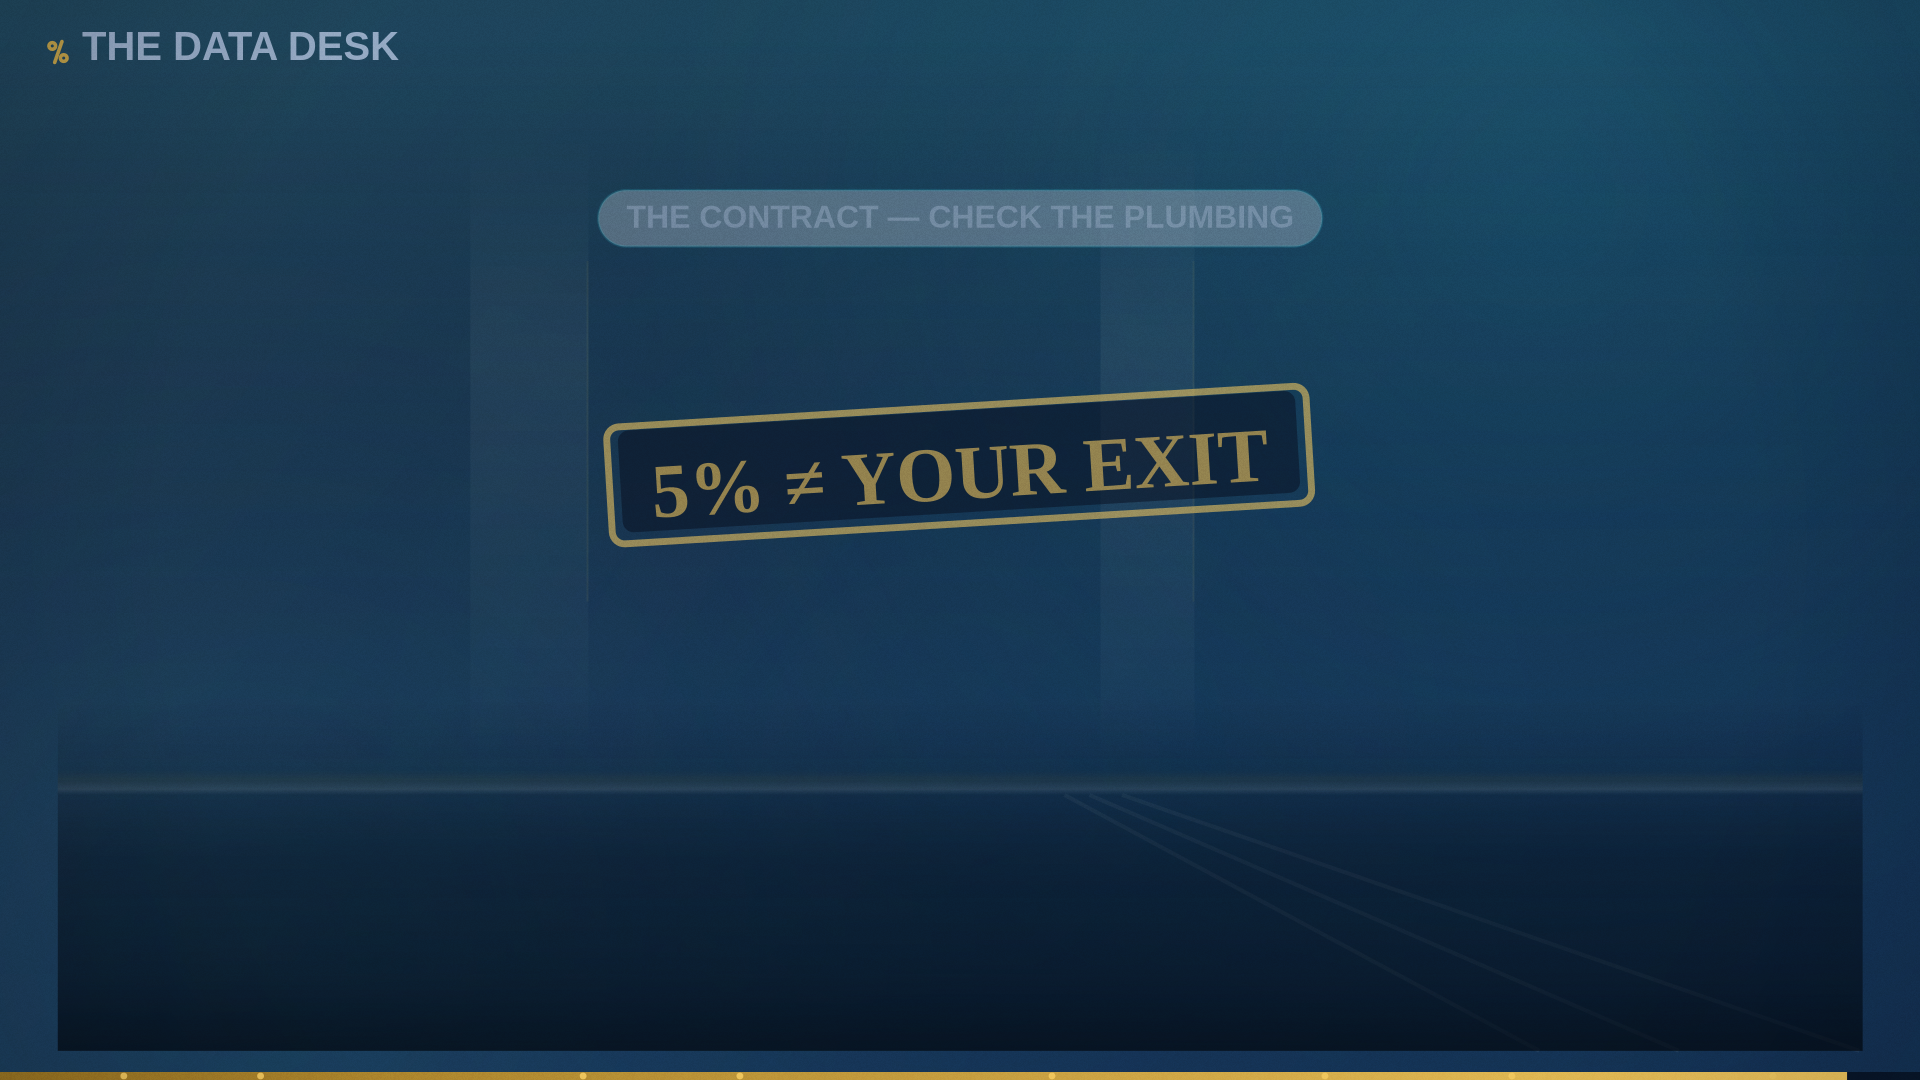 % THE DATA DESK
THE CONTRACT — CHECK THE PLUMBING
5% ≠ YOUR EXIT